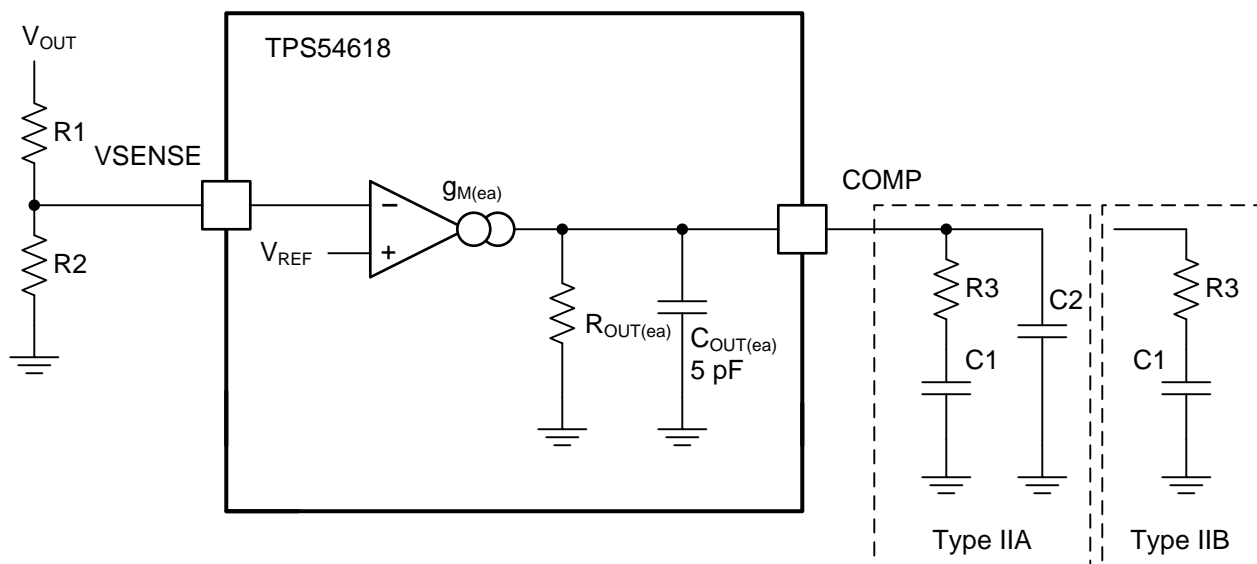 TPS54618
VOUT
R1
VSENSE
R2
gM(ea)
−
+
VREF
ROUT(ea)
COUT(ea)
5 pF
COMP
R3
C2
C1
R3
C1
Type IIA
Type IIB